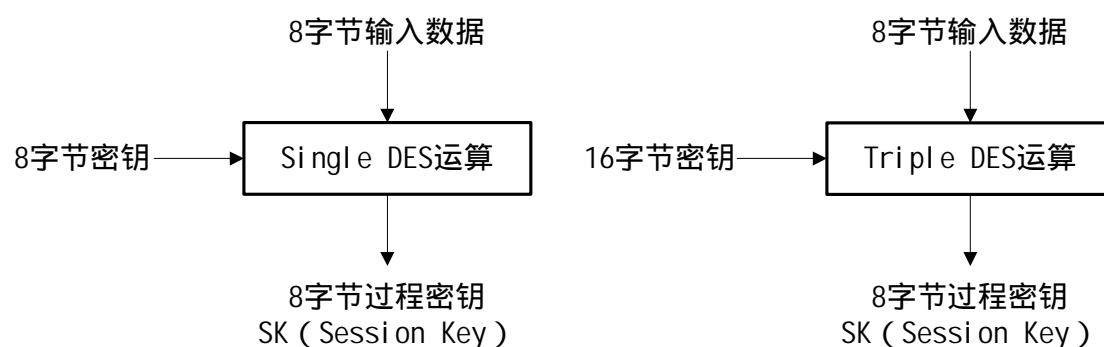 8字节输入数据
8字节密钥
Single DES运算
8字节过程密钥
SK（Session Key）
8字节输入数据
16字节密钥
Triple DES运算
8字节过程密钥
SK（Session Key）